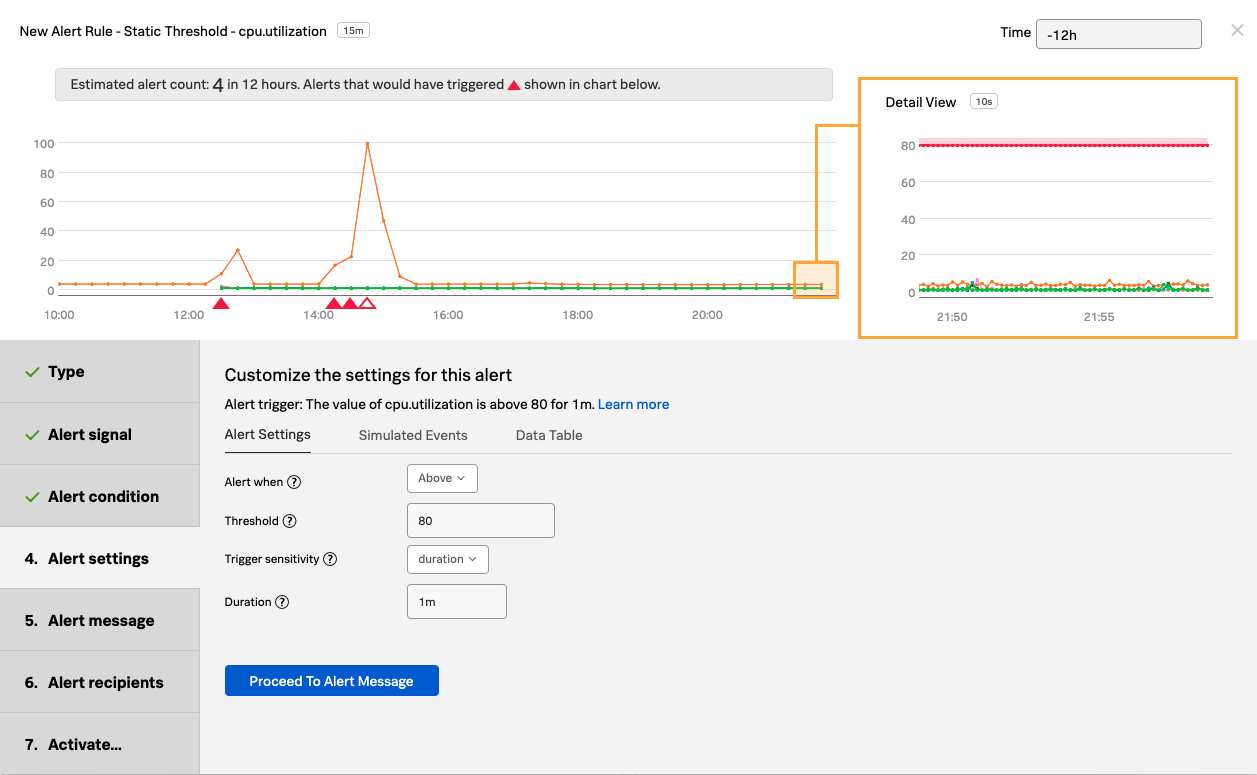 New Alert Rule - Static Threshold - cpu.utilization 15m
Time -12h
Estimated alert count: 4 in 12 hours. Alerts that would have triggered shown in chart below.
Detail View 10s
100
80
60
40
20
0
10:00 12:00 14:00 16:00 18:00 20:00
80
60
40
20
0
21:50 21:55
Type
Alert signal
Alert condition
4. Alert settings
5. Alert message
6. Alert recipients
7. Activate...
Customize the settings for this alert
Alert trigger: The value of cpu.utilization is above 80 for 1m. Learn more
Alert Settings Simulated Events Data Table
Alert when ? Above
Threshold ? 80
Trigger sensitivity ? duration
Duration ? 1m
Proceed To Alert Message